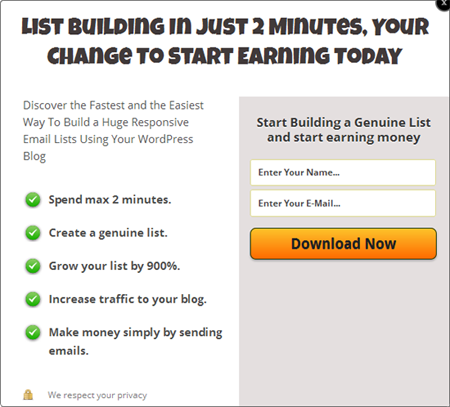 List Building in Just 2 Minutes, Your
Change to Start Earning Today
Discover the Fastest and the Easiest
Way To Build a Huge Responsive
Email Lists Using Your WordPress
Blog
Spend max 2 minutes.
Create a genuine list.
Grow your list by 900%.
Increase traffic to your blog.
Make money simply by sending
emails.
We respect your privacy
Start Building a Genuine List
and start earning money
Enter Your Name...
Enter Your E-Mail...
Download Now
x